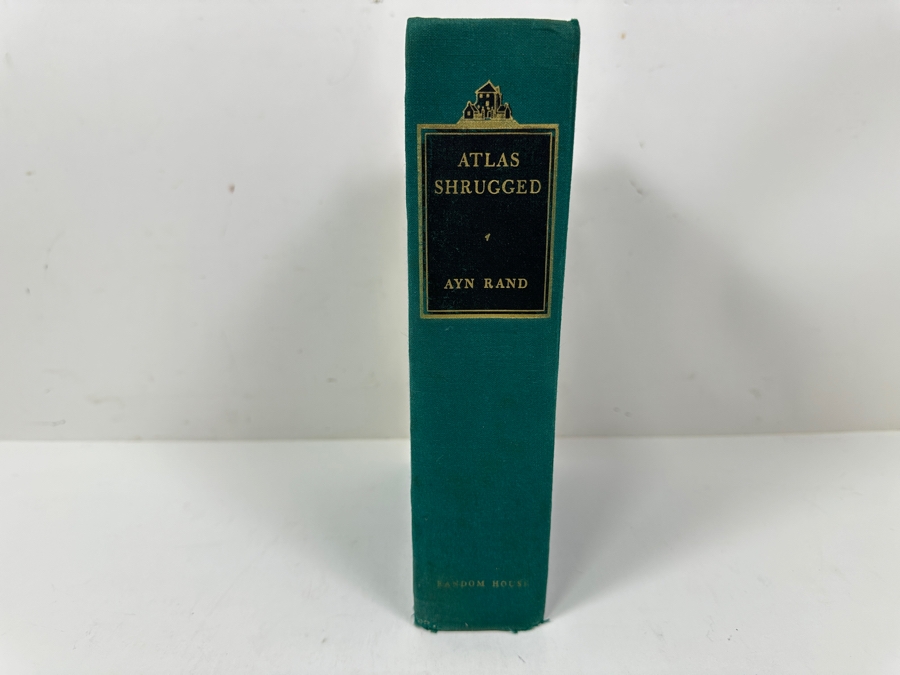 ATLAS
SHRUGGED
AYN RAND
RANDOM HOUSE